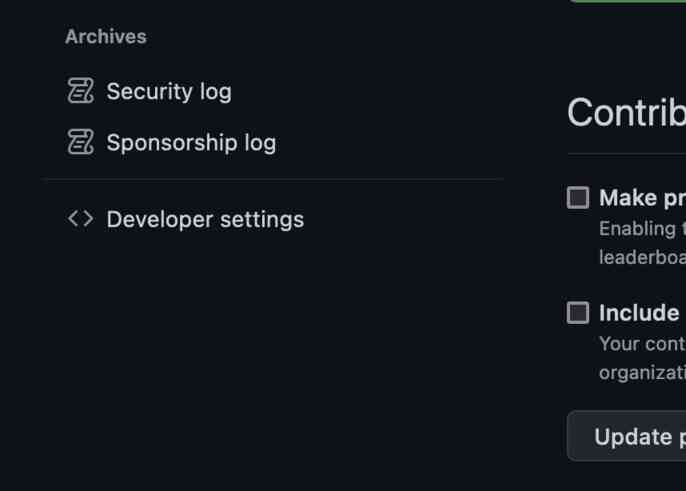 Archives
Security log
Sponsorship log
Developer settings
Contrib
Make pr
Enabling t
leaderboa
Include
Your cont
organizati
Update p